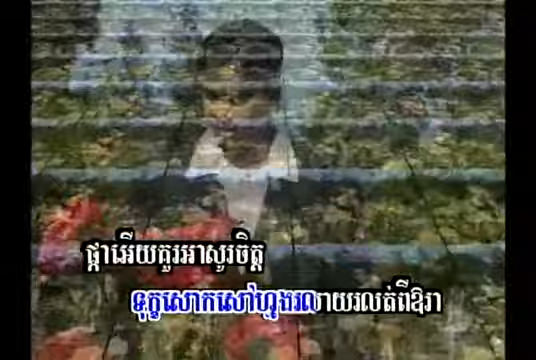 ផ្កាអើយគួរអាសូរចិត្ត
ទុក្ខសោកសៅហ្មងរលាយរលត់ពីឱរា